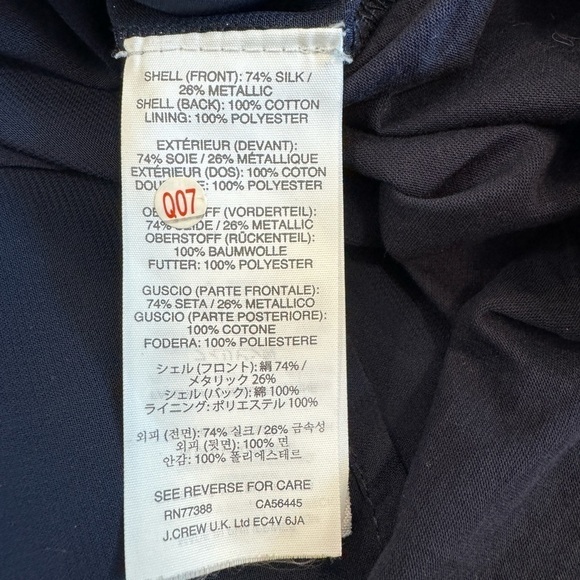 SHELL (FRONT): 74% SILK /
26% METALLIC
SHELL (BACK): 100% COTTON
LINING: 100% POLYESTER
EXTÉRIEUR (DEVANT):
74% SOIE / 26% MÉTALLIQUE
EXTÉRIEUR (DOS): 100% COTON
100% POLYESTER
Q07
(VORDERTEIL):
74% SEIDE / 26% METALLIC
OBERSTOFF (RÜCKENTEIL):
100% BAUMWOLLE
FUTTER: 100% POLYESTER
GUSCIO (PARTE FRONTALE):
74% SETA / 26% METALLICO
GUSCIO (PARTE POSTERIORE):
100% COTONE
FODERA: 100% POLIESTERE
シェル (フロント): 絹 74% /
メタリック 26%
シェル (バック): 綿 100%
ライニング: ポリエステル 100%
외피 (전면): 74% 실크 / 26% 금속성
외피 (뒷면): 100% 면
안감: 100% 폴리에스테르
SEE REVERSE FOR CARE
RN77388 CA56445
J.CREW U.K. Ltd EC4V 6JA